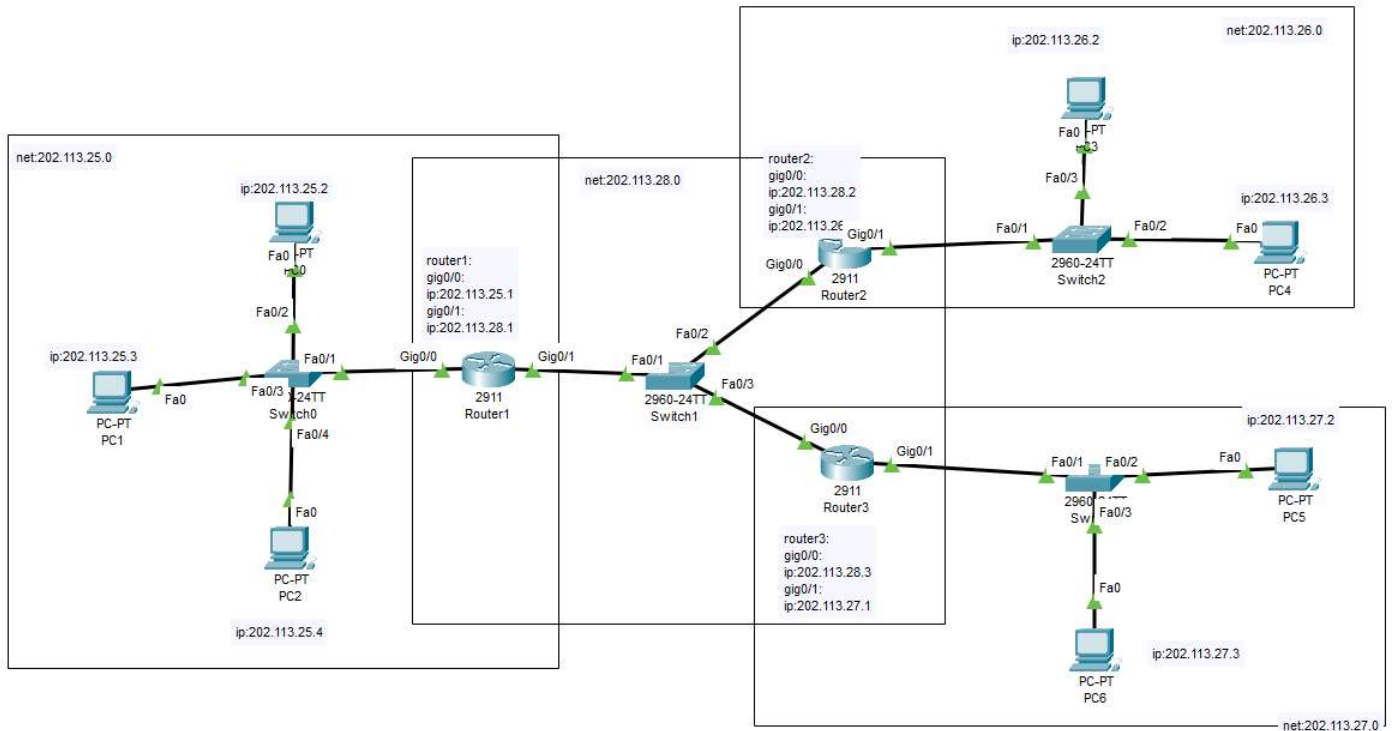 net:202.113.25.0
ip:202.113.25.2
Fa0
-PT
Fa0/2
ip:202.113.25.3
Fa0
PC-PT
PC1
Fa0/3
Fa0/1
-24TT
Switch0
Fa0/4
Fa0
PC-PT
PC2
ip:202.113.25.4
net:202.113.28.0
router1:
gig0/0:
ip:202.113.25.1
gig0/1:
ip:202.113.28.1
Gig0/0
Gig0/1
2911
Router1
Fa0/1
Fa0/2
Fa0/3
2960-24TT
Switch1
net:202.113.26.0
router2:
gig0/0:
ip:202.113.28.2
gig0/1:
ip:202.113.26
Gig0/0
Gig0/1
2911
Router2
ip:202.113.26.2
Fa0
-PT
Fa0/3
Fa0/1
Fa0/2
2960-24TT
Switch2
ip:202.113.26.3
Fa0
PC-PT
PC4
Gig0/0
Gig0/1
2911
Router3
router3:
gig0/0:
ip:202.113.28.3
gig0/1:
ip:202.113.27.1
Fa0/1
Fa0/2
Fa0/3
ip:202.113.27.2
Fa0
PC-PT
PC5
Fa0
PC-PT
PC6
ip:202.113.27.3
net:202.113.27.0